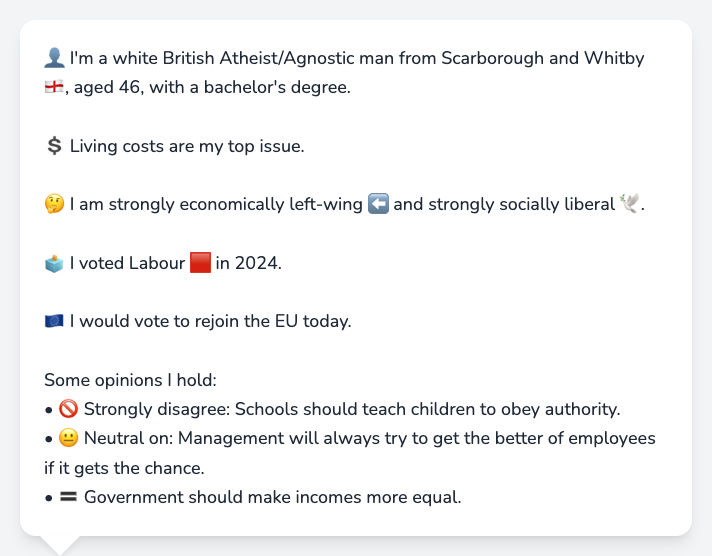 👤 I'm a white British Atheist/Agnostic man from Scarborough and Whitby
🏴󠁧󠁢󠁥󠁮󠁧󠁿, aged 46, with a bachelor's degree.
💲 Living costs are my top issue.
🤔 I am strongly economically left-wing ⬅️ and strongly socially liberal 🕊️.
🗳️ I voted Labour 🟥 in 2024.
🇪🇺 I would vote to rejoin the EU today.
Some opinions I hold:
• 🚫 Strongly disagree: Schools should teach children to obey authority.
• 😐 Neutral on: Management will always try to get the better of employees
if it gets the chance.
• 🟰 Government should make incomes more equal.